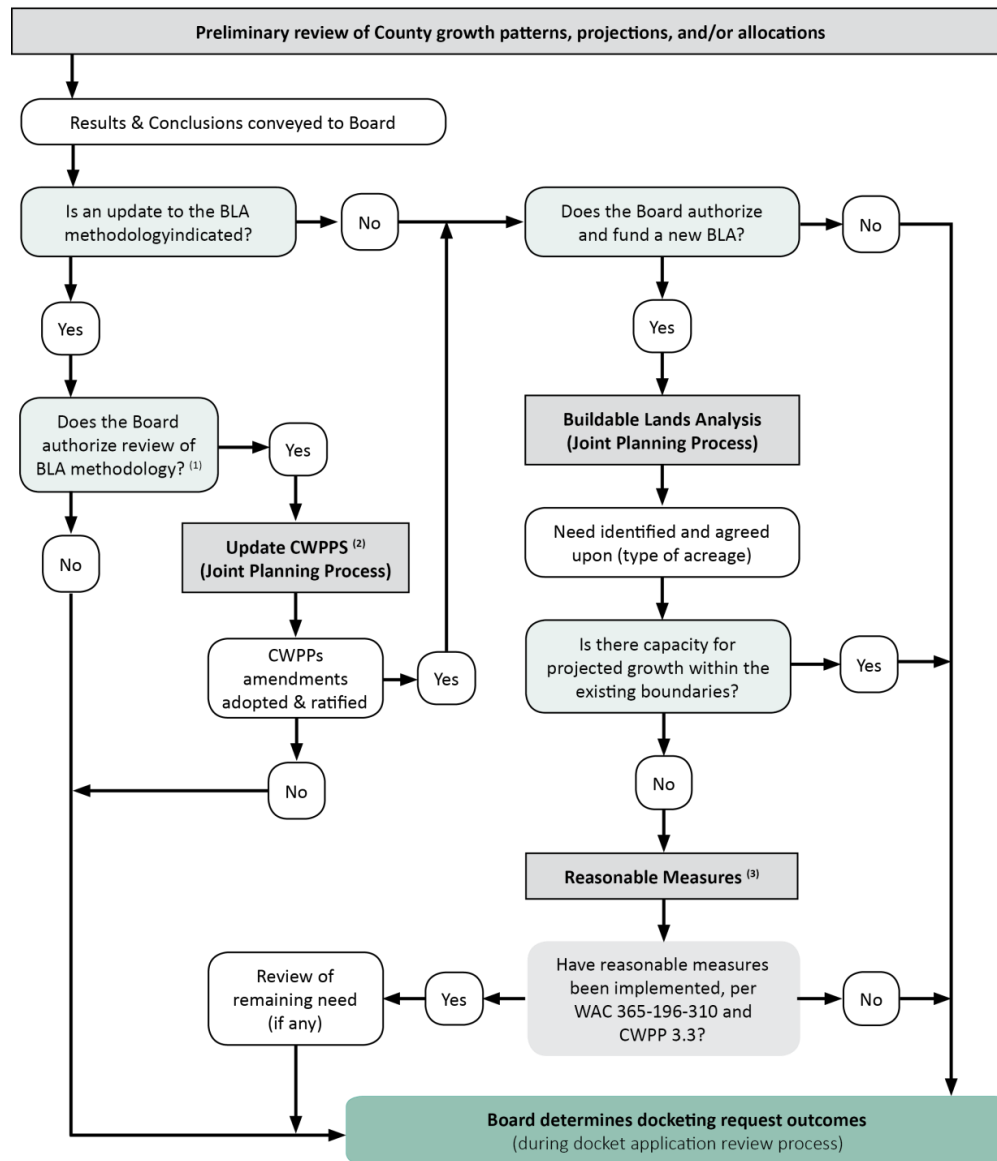 Preliminary review of County growth patterns, projections, and/or allocations
Results & Conclusions conveyed to Board
Is an update to the BLA
methodologyindicated?
No
Does the Board authorize
and fund a new BLA?
No
Yes
Yes
Does the Board
authorize review of
BLA methodology? (1)
Yes
Buildable Lands Analysis
(Joint Planning Process)
No
Update CWPPS (2)
(Joint Planning Process)
Need identified and agreed
upon (type of acreage)
CWPPs
amendments
adopted & ratified
Yes
Is there capacity for
projected growth within the
existing boundaries?
Yes
No
No
Reasonable Measures (3)
Review of
remaining need
(if any)
Yes
Have reasonable measures
been implemented, per
WAC 365-196-310 and
CWPP 3.3?
No
Board determines docketing request outcomes
(during docket application review process)